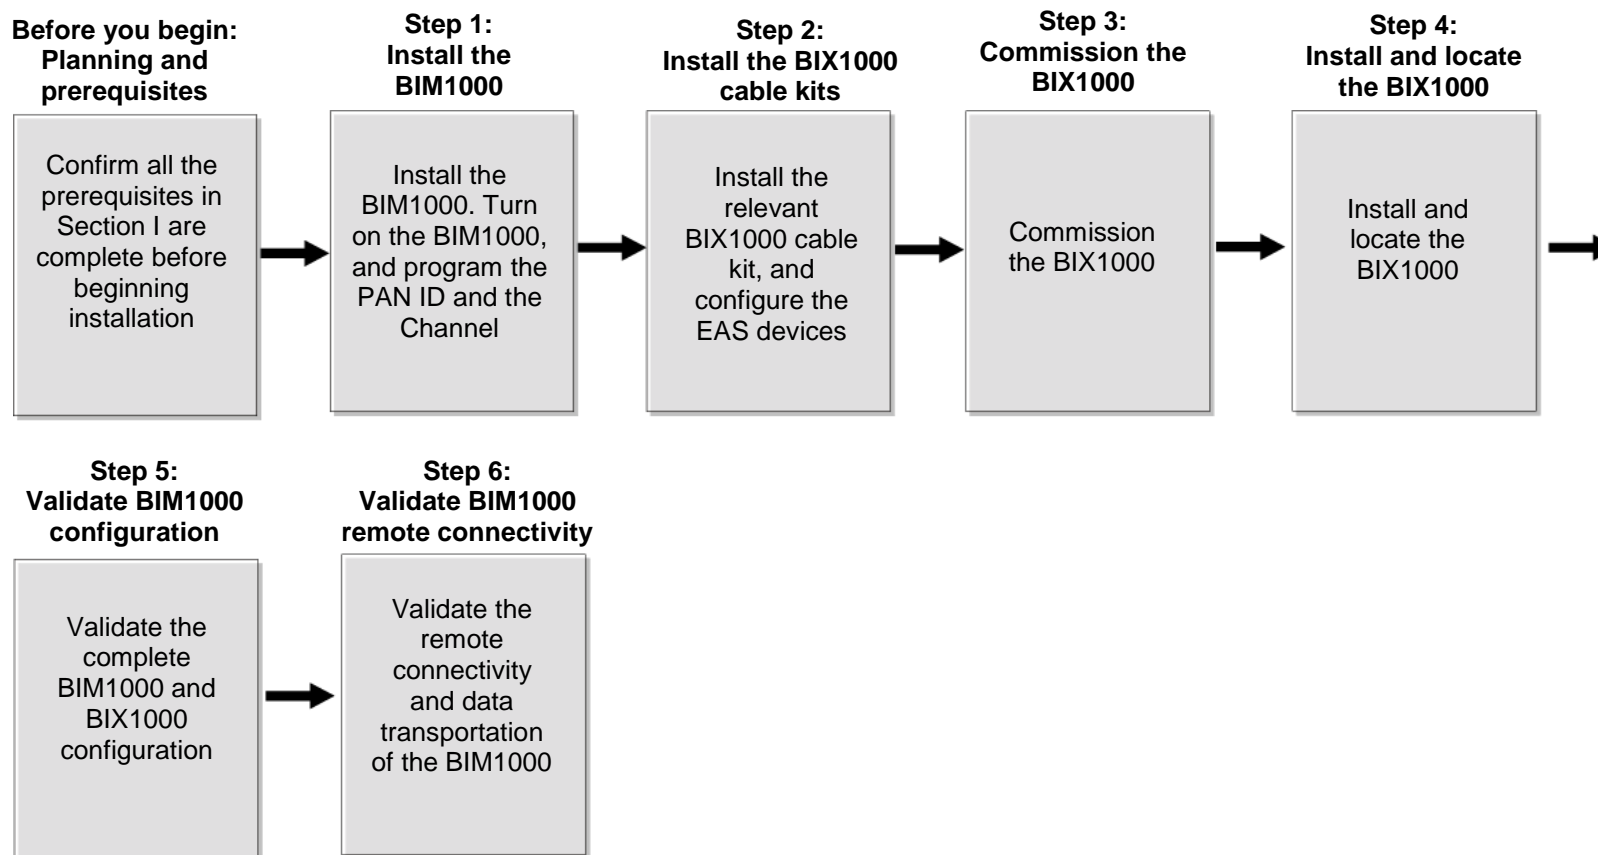 Before you begin:
Planning and
prerequisites
Confirm all the
prerequisites in
Section I are
complete before
beginning
installation
Step 1:
Install the
BIM1000
Install the
BIM1000. Turn
on the BIM1000,
and program the
PAN ID and the
Channel
Step 2:
Install the BIX1000
cable kits
Install the
relevant
BIX1000 cable
kit, and
configure the
EAS devices
Step 3:
Commission the
BIX1000
Commission
the BIX1000
Step 4:
Install and locate
the BIX1000
Install and
locate the
BIX1000
Step 5:
Validate BIM1000
configuration
Validate the
complete
BIM1000 and
BIX1000
configuration
Step 6:
Validate BIM1000
remote connectivity
Validate the
remote
connectivity
and data
transportation
of the BIM1000